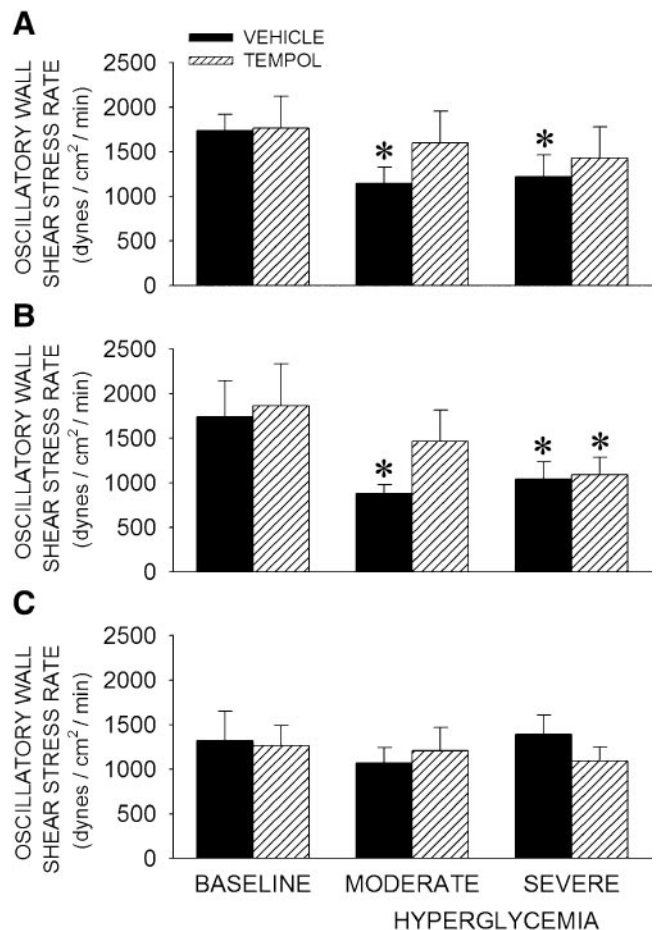 A
VEHICLE
TEMPOL
OSCILLATORY WALL
SHEAR STRESS RATE
(dynes / cm² / min)
2500
2000
1500
1000
500
0
*
*
B
OSCILLATORY WALL
SHEAR STRESS RATE
(dynes / cm² / min)
2500
2000
1500
1000
500
0
*
*
*
C
OSCILLATORY WALL
SHEAR STRESS RATE
(dynes / cm² / min)
2500
2000
1500
1000
500
0
BASELINE MODERATE SEVERE
HYPERGLYCEMIA